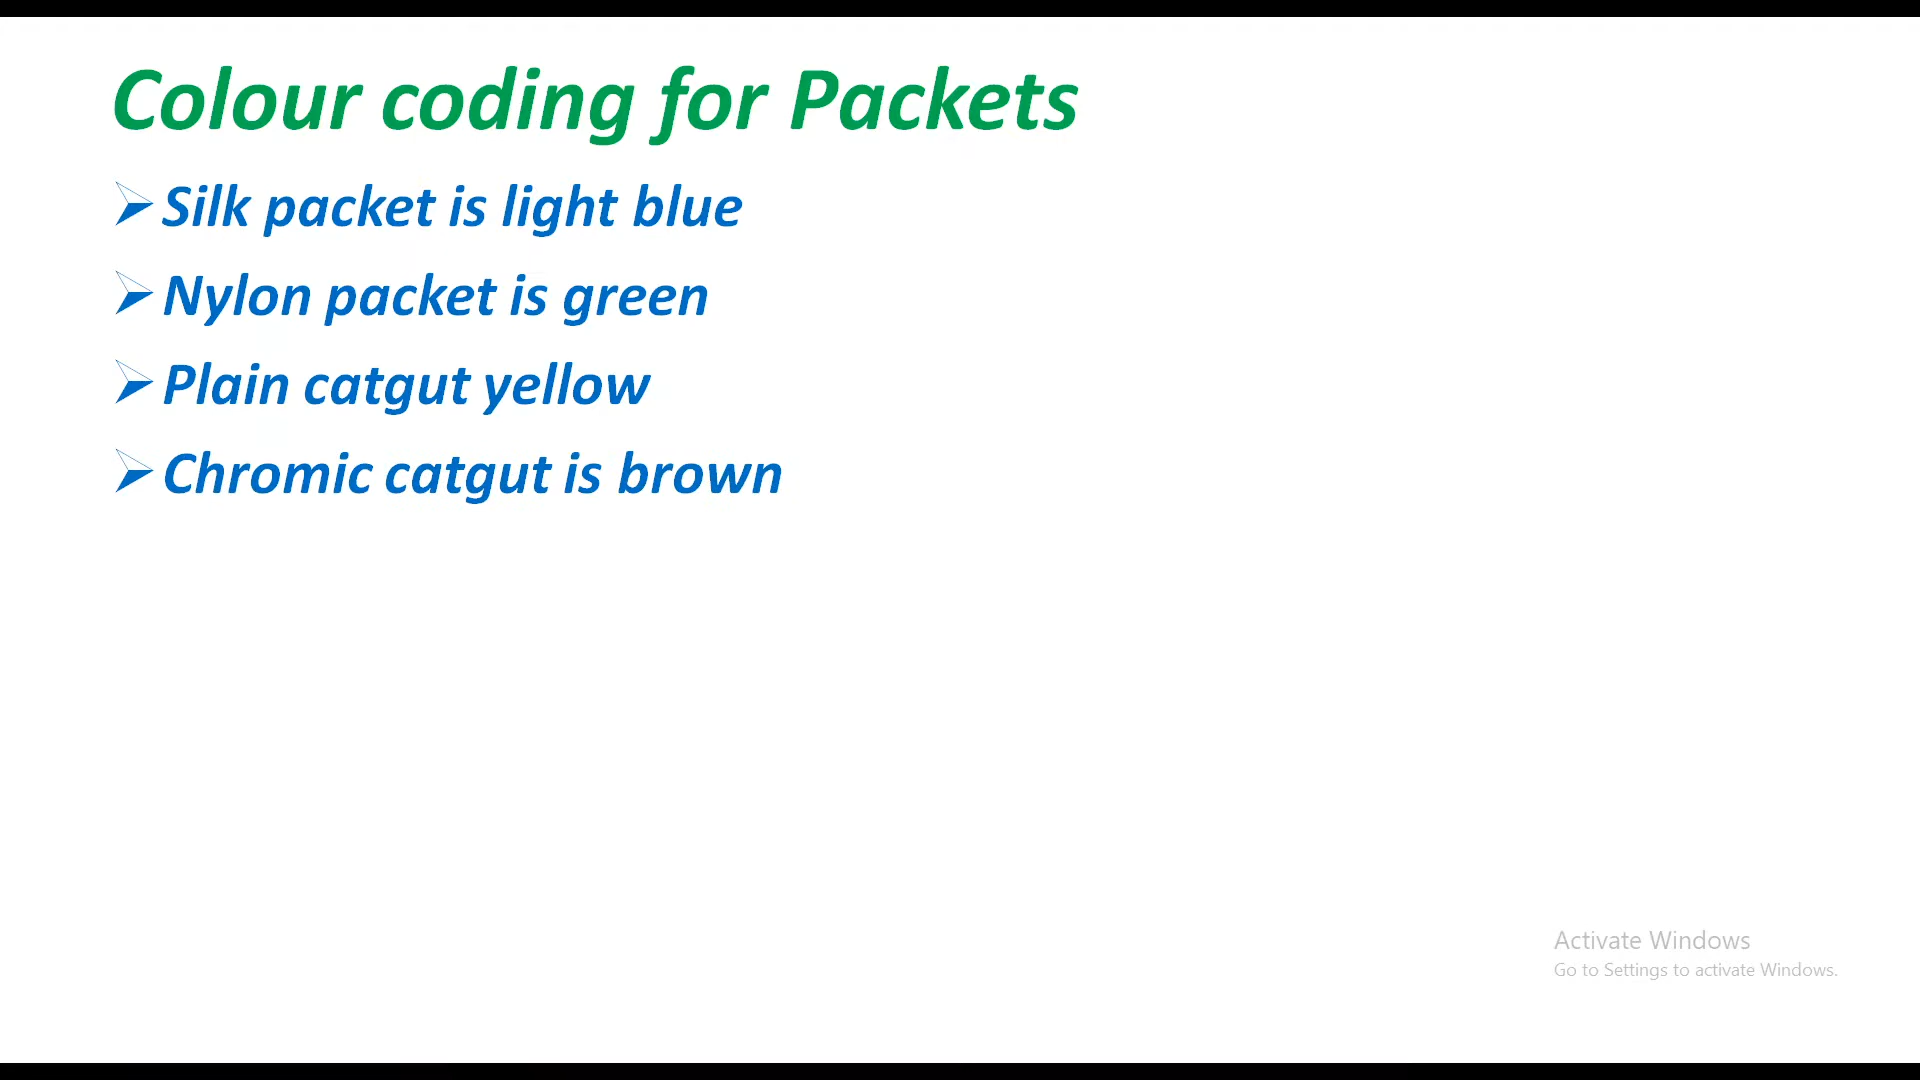 Colour coding for Packets
Silk packet is light blue
Nylon packet is green
Plain catgut yellow
Chromic catgut is brown
Activate Windows
Go to Settings to activate Windows.